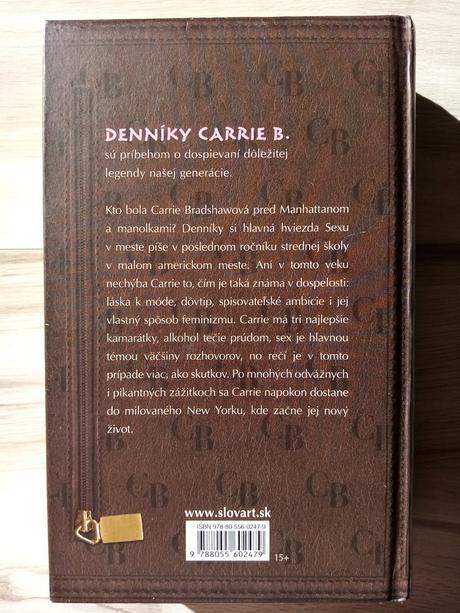 DENNÍKY CARRIE B.
sú príbehom o dospievaní dôležitej
legendy našej generácie.
Kto bola Carrie Bradshawová pred Manhattanom
a manolkami? Denníky si hlavná hviezda Sexu
v meste píše v poslednom ročníku strednej školy
v malom americkom meste. Ani v tomto veku
nechýba Carrie to, čím je taká známa v dospelosti:
láska k móde, dôvtip, spisovateľské ambície i jej
vlastný spôsob feminizmu. Carrie má tri najlepšie
kamarátky, alkohol tečie prúdom, sex je hlavnou
témou väčšiny rozhovorov, no rečí je v tomto
prípade viac, ako skutkov. Po mnohých odvážnych
i pikantných zážitkoch sa Carrie napokon dostane
do milovaného New Yorku, kde začne jej nový
život.
www.slovart.sk
ISBN 978-80-556-0247-9
9 788055 602479
15+
CB